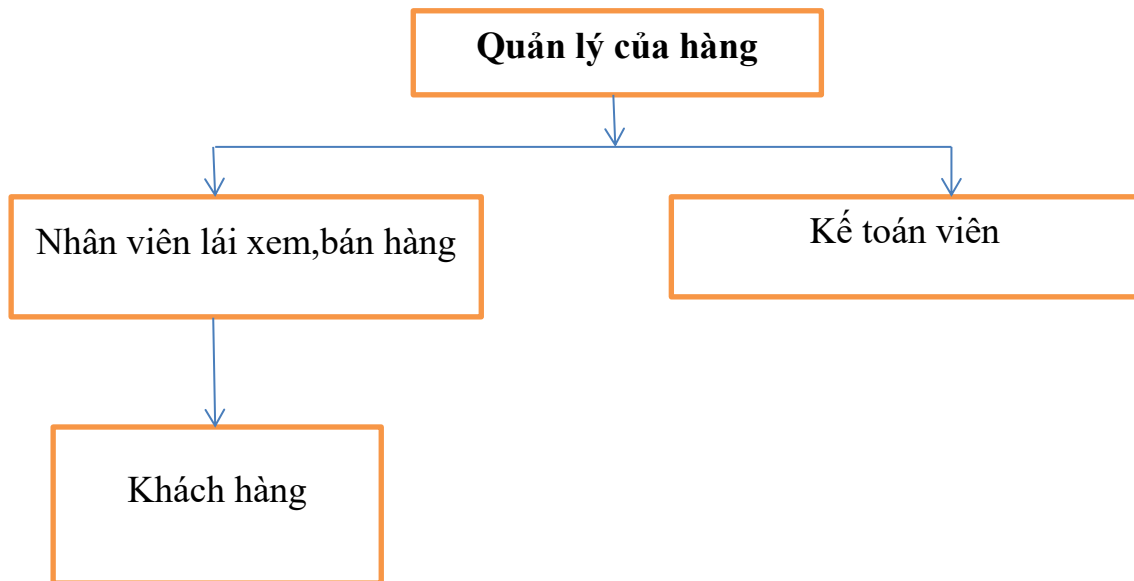 Quản lý của hàng
Nhân viên lái xem,bán hàng
Kế toán viên
Khách hàng